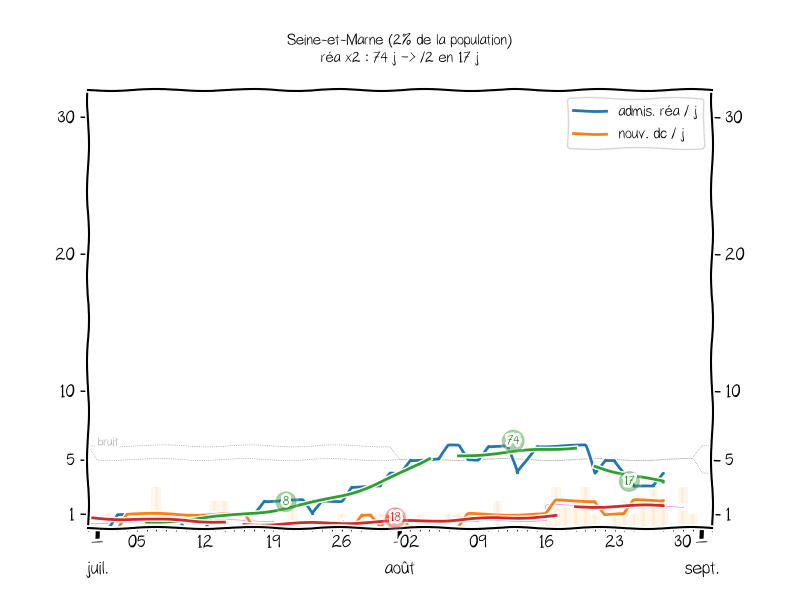 Seine-et-Marne (2% de la population)
réa x2 : 74 j -> /2 en 17 j
admis. réa / j
nouv. dc / j
30
30
20
20
10
10
bruit
5
5
1
1
74
17
8
18
05
12
19
26
02
09
16
23
30
juil.
août
sept.